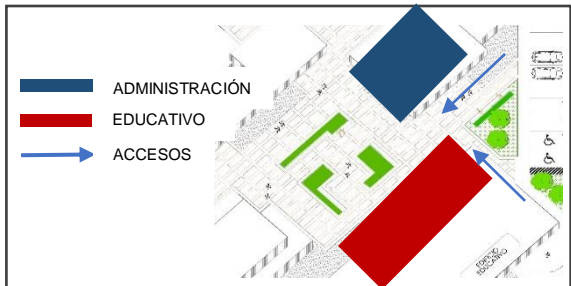 ADMINISTRACIÓN
EDUCATIVO
ACCESOS
EDIFICIO
EDUCATIVO